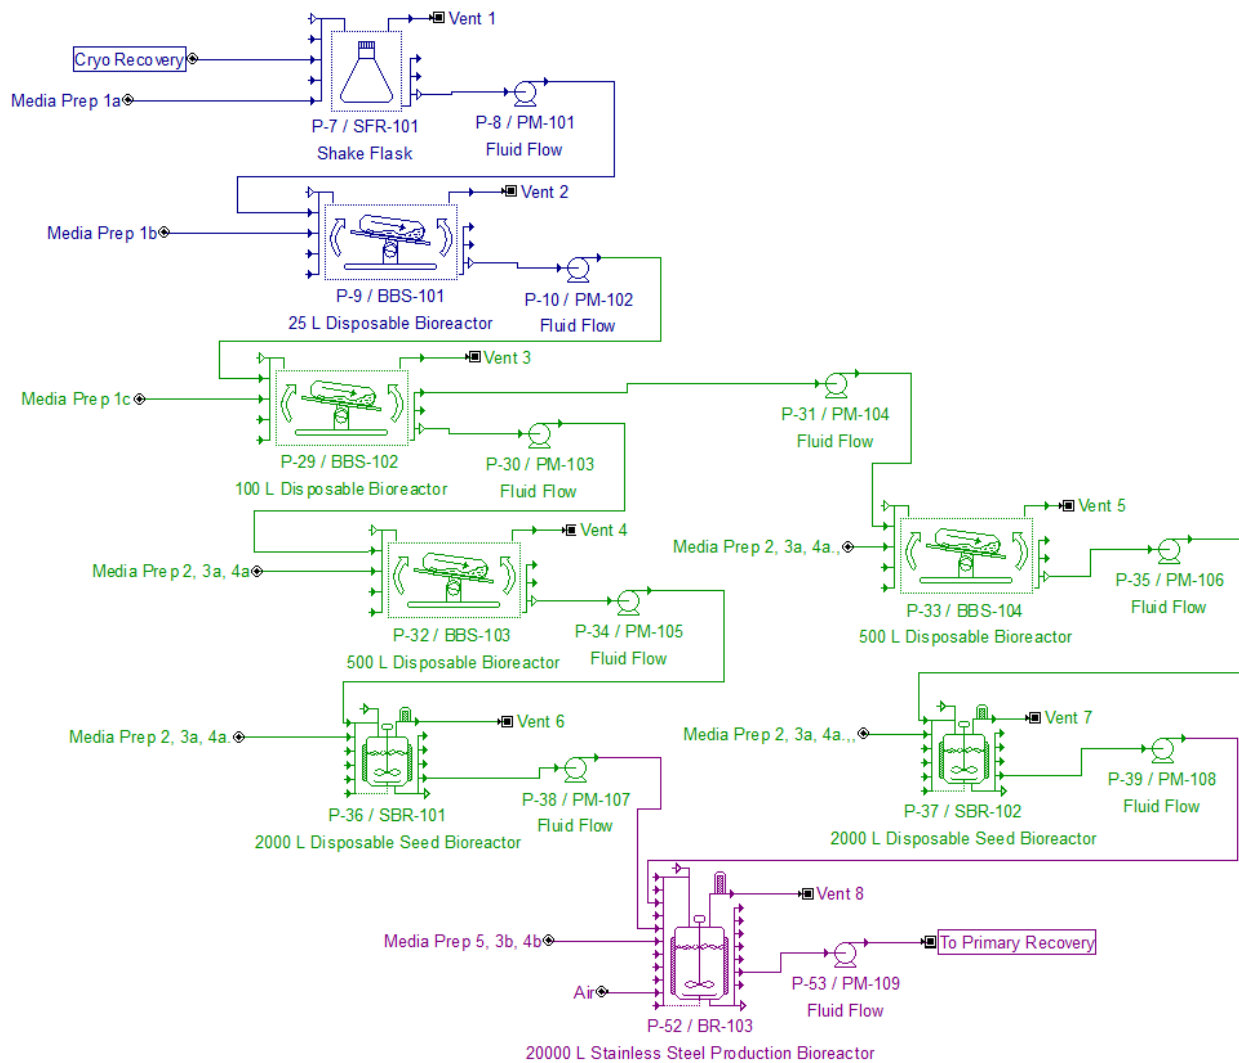 Vent 1
Cryo Recovery
Media Prep 1a
P-7 / SFR-101
Shake Flask
P-8 / PM-101
Fluid Flow
Vent 2
Media Prep 1b
P-9 / BBS-101
25 L Disposable Bioreactor
P-10 / PM-102
Fluid Flow
Vent 3
Media Prep 1c
P-29 / BBS-102
100 L Disposable Bioreactor
P-30 / PM-103
Fluid Flow
P-31 / PM-104
Fluid Flow
Vent 4
Media Prep 2, 3a, 4a
P-32 / BBS-103
500 L Disposable Bioreactor
P-34 / PM-105
Fluid Flow
Vent 5
Media Prep 2, 3a, 4a.,
P-33 / BBS-104
500 L Disposable Bioreactor
P-35 / PM-106
Fluid Flow
Vent 6
Media Prep 2, 3a, 4a.
P-36 / SBR-101
2000 L Disposable Seed Bioreactor
P-38 / PM-107
Fluid Flow
Vent 7
Media Prep 2, 3a, 4a.,,
P-37 / SBR-102
2000 L Disposable Seed Bioreactor
P-39 / PM-108
Fluid Flow
Vent 8
Media Prep 5, 3b, 4b
Air
P-52 / BR-103
20000 L Stainless Steel Production Bioreactor
P-53 / PM-109
Fluid Flow
To Primary Recovery